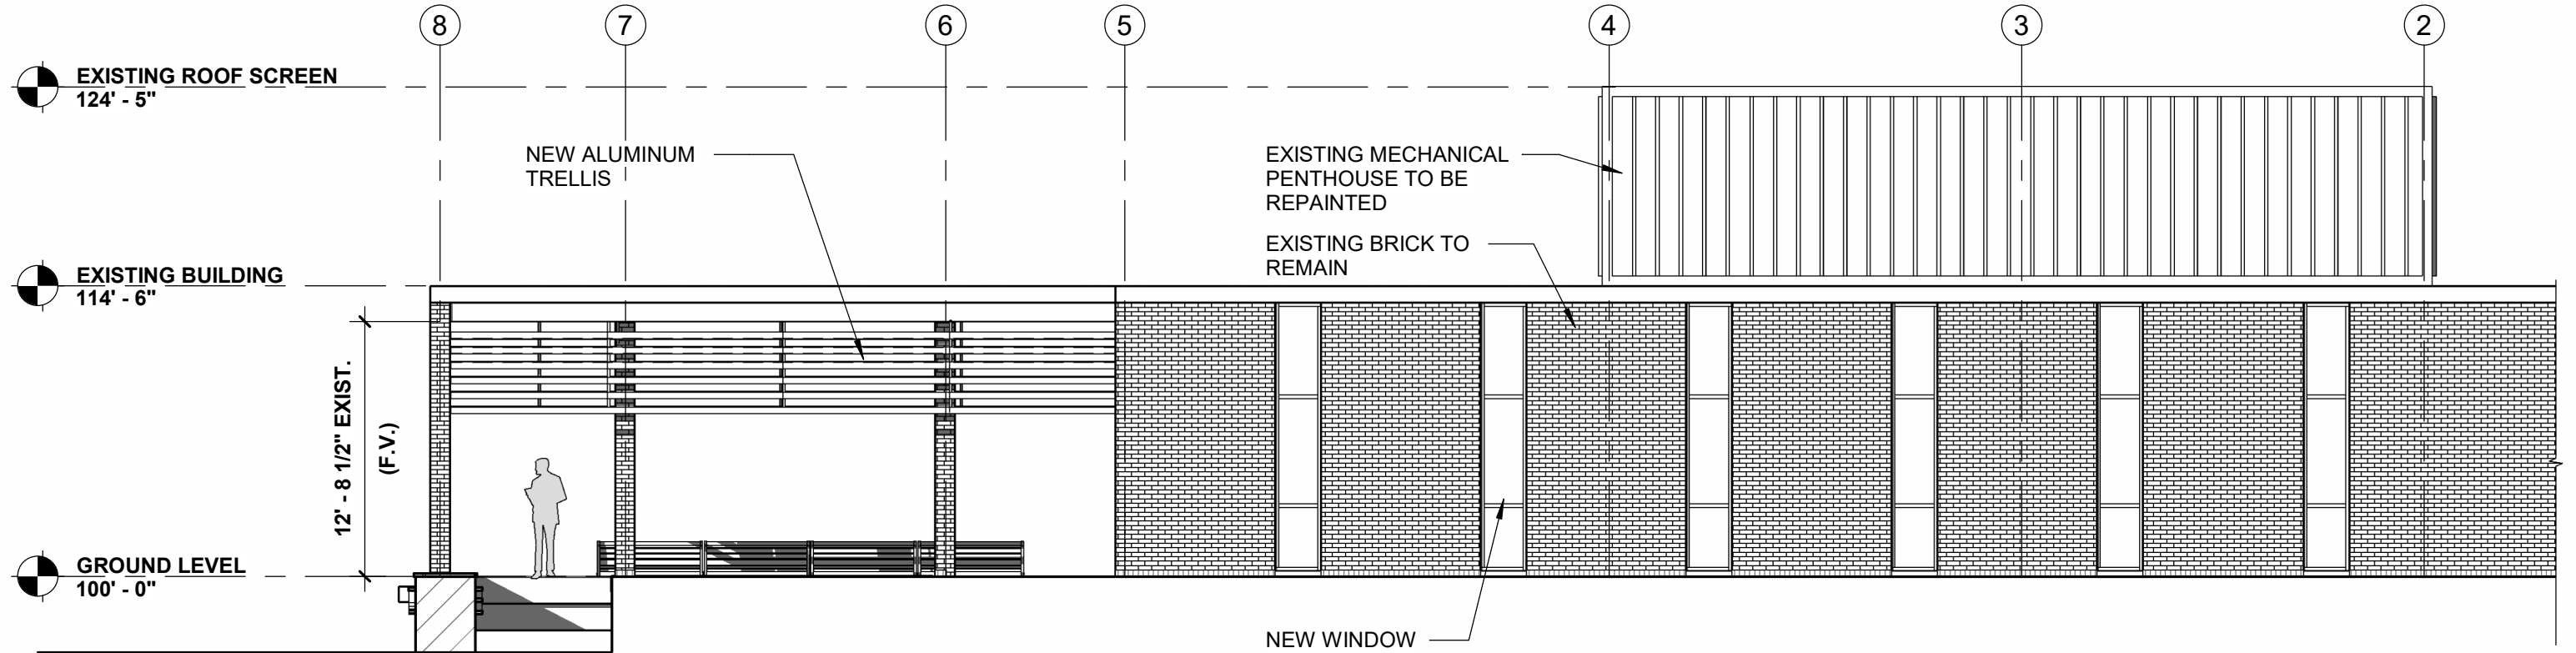 8 7 6 5 4 3 2
EXISTING ROOF SCREEN
124' - 5"
NEW ALUMINUM
TRELLIS
EXISTING MECHANICAL
PENTHOUSE TO BE
REPAINTED
EXISTING BRICK TO
REMAIN
EXISTING BUILDING
114' - 6"
12' - 8 1/2" EXIST.
(F.V.)
GROUND LEVEL
100' - 0"
NEW WINDOW